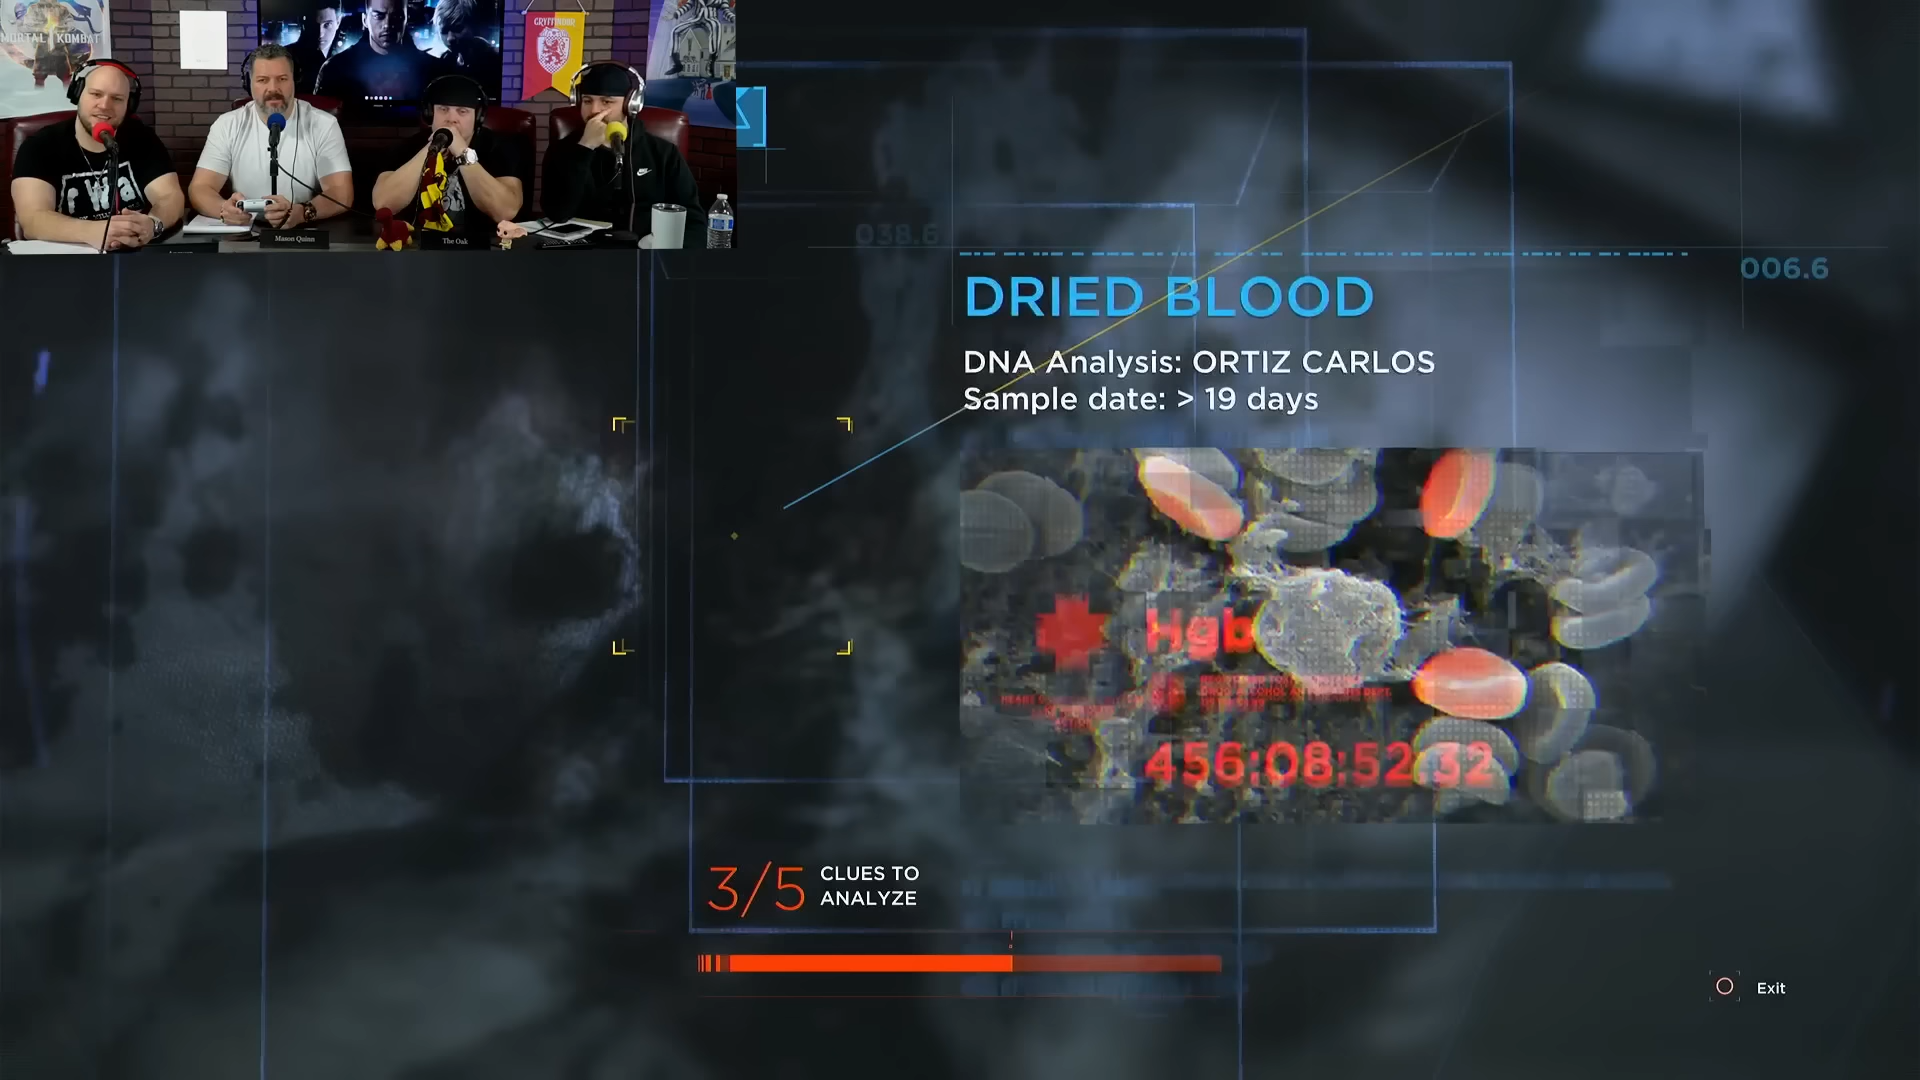 MORTAL KOMBAT
GRYFFINDOR
rWa
Mason Quinn
The Oak
038.6
006.6
DRIED BLOOD
DNA Analysis: ORTIZ CARLOS
Sample date: > 19 days
Hgb
456:08:52:32
3/5
CLUES TO
ANALYZE
Exit